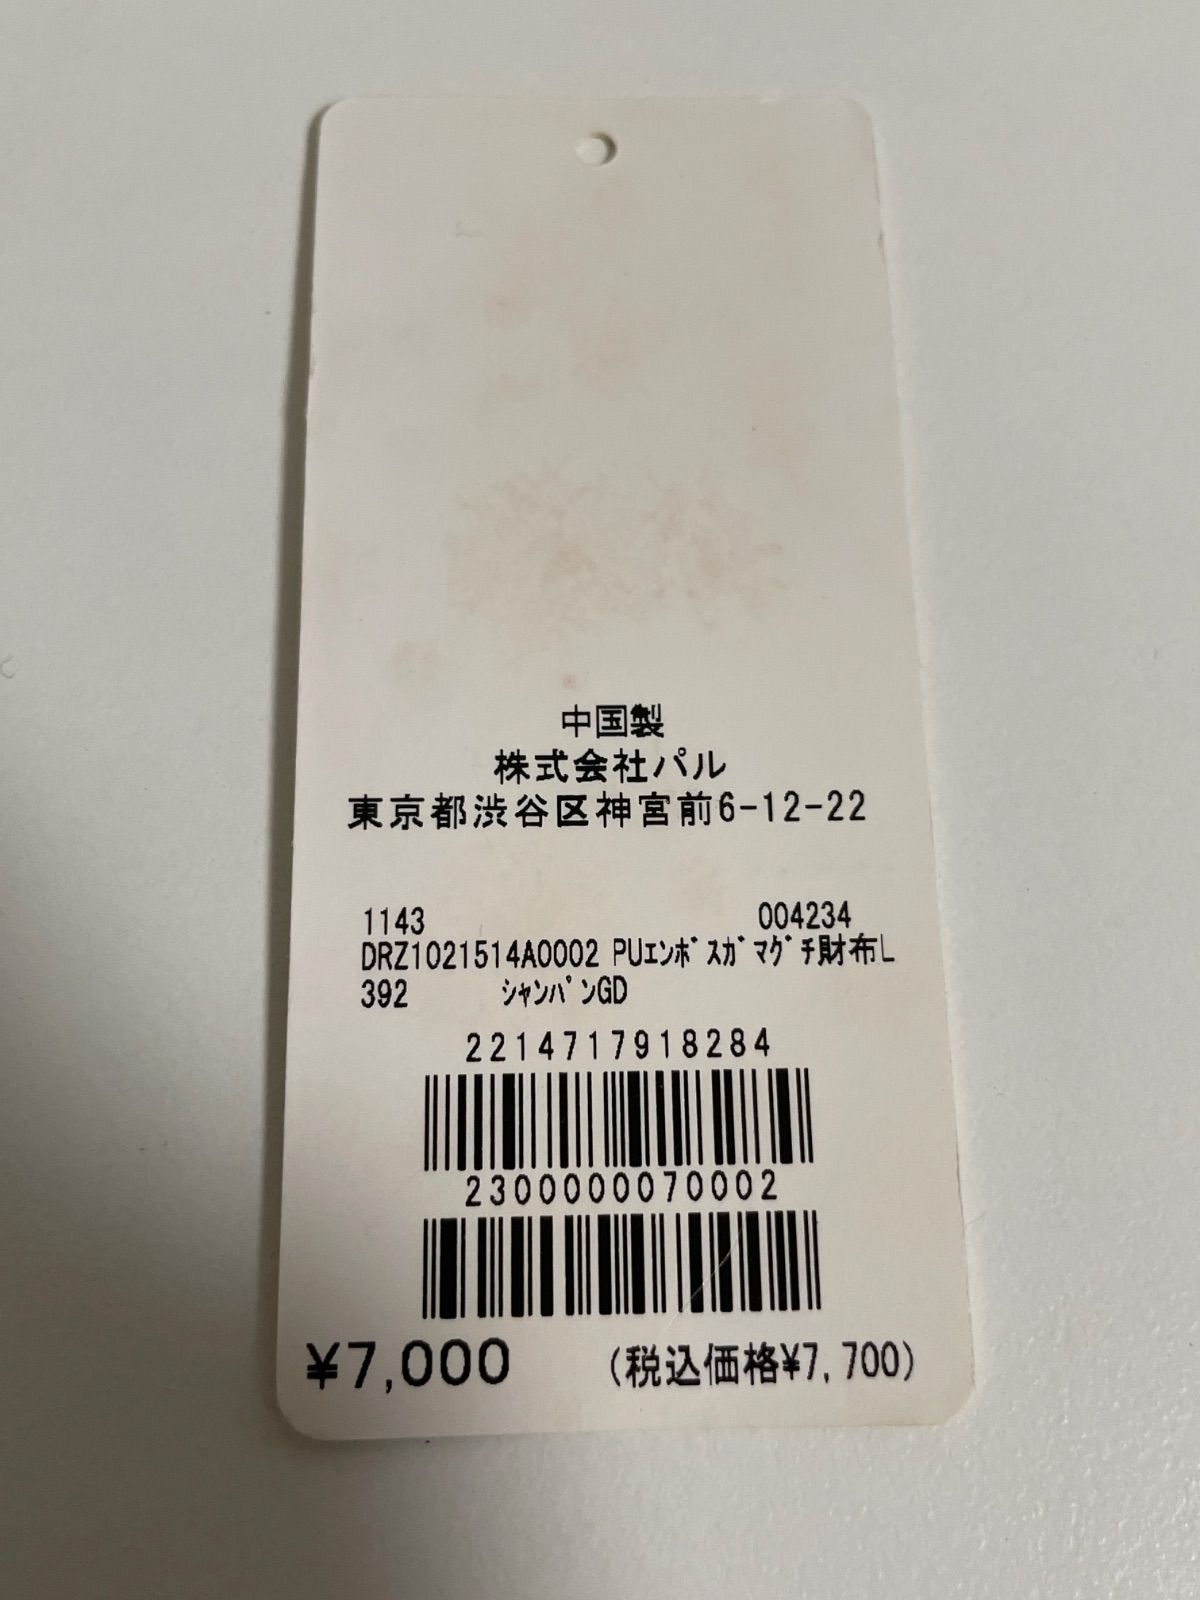 中国製
株式会社パル
東京都渋谷区神宮前6-12-22
1143 004234
DRZ1021514A0002 PUｴﾝﾎﾞｽｶﾞﾏｸﾞﾁ財布L
392 ｼｬﾝﾊﾟﾝGD
2214717918284
2300000070002
¥7,000 (税込価格¥7,700)